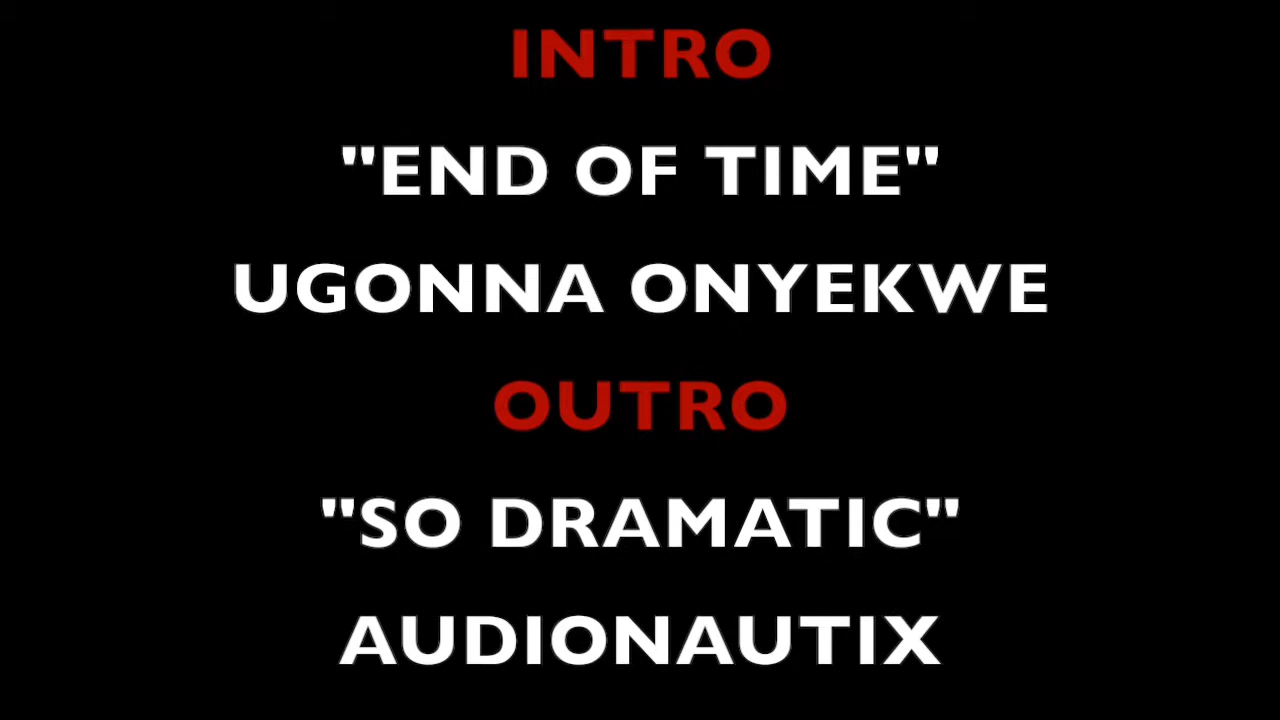 INTRO
"END OF TIME"
UGONNA ONYEKWE
OUTRO
"SO DRAMATIC"
AUDIONAUTIX